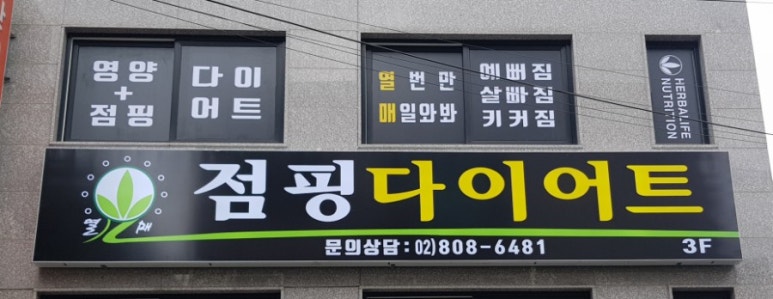 영양
+
점핑
다이
어트
열번만
매일와봐
예뻐짐
살빠짐
키커짐
HERBALIFE
NUTRITION
열매
점핑다이어트
문의상담:02)808-6481
3F